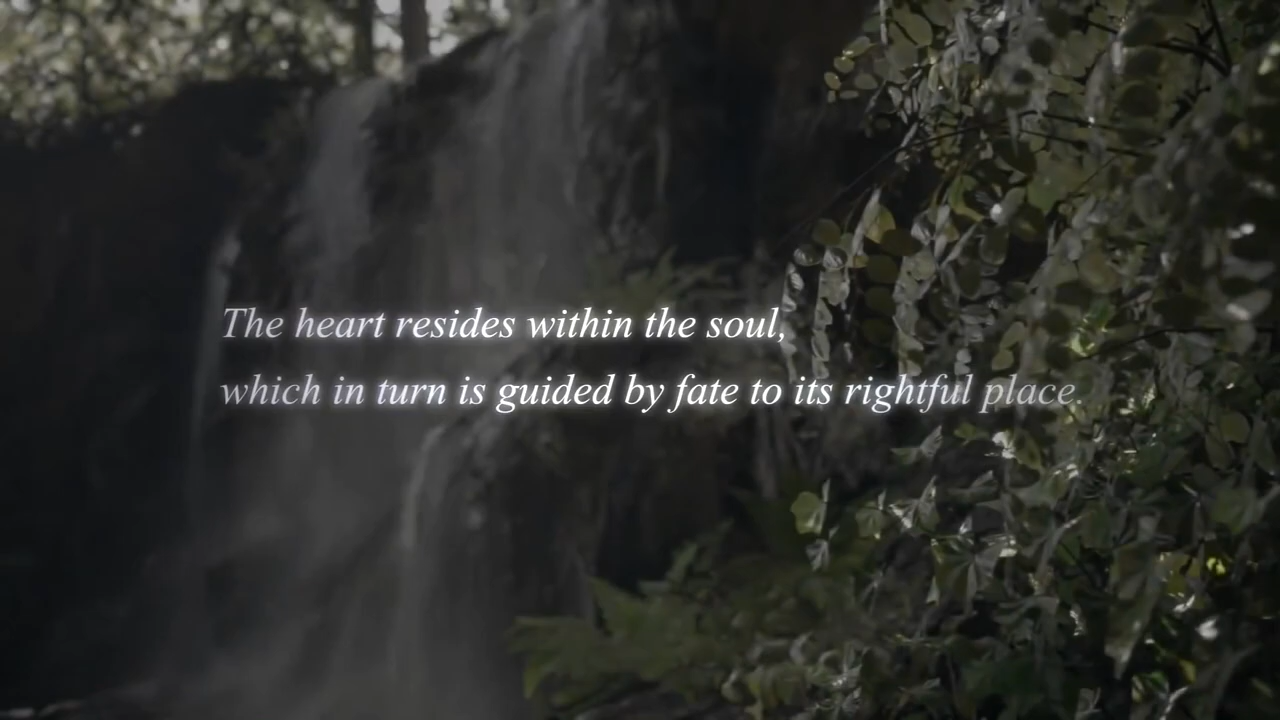 The heart resides within the soul,
which in turn is guided by fate to its rightful place.